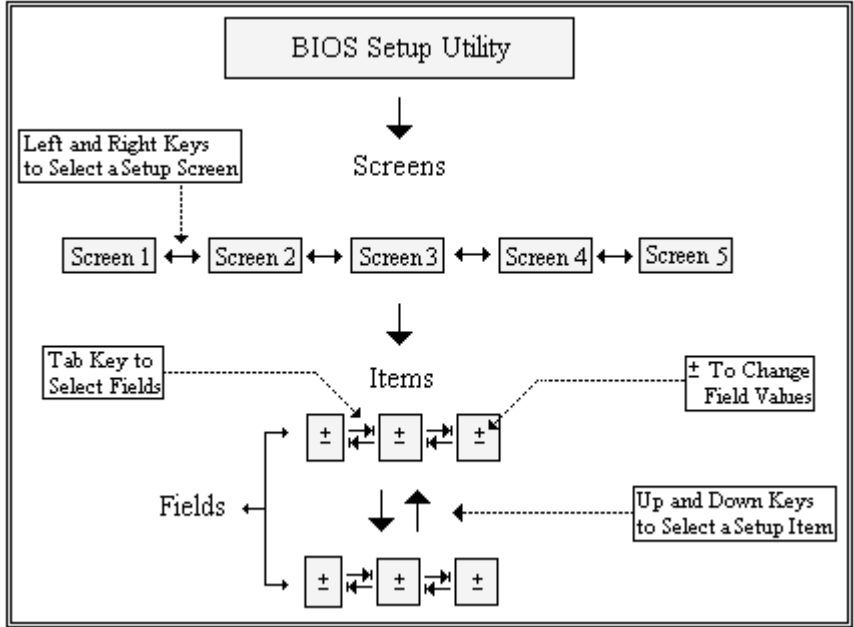 BIOS Setup Utility
Left and Right Keys
to Select a Setup Screen
Screens
Screen 1
Screen 2
Screen 3
Screen 4
Screen 5
Tab Key to
Select Fields
Items
± To Change
Field Values
± ± ±
Fields
Up and Down Keys
to Select a Setup Item
± ± ±